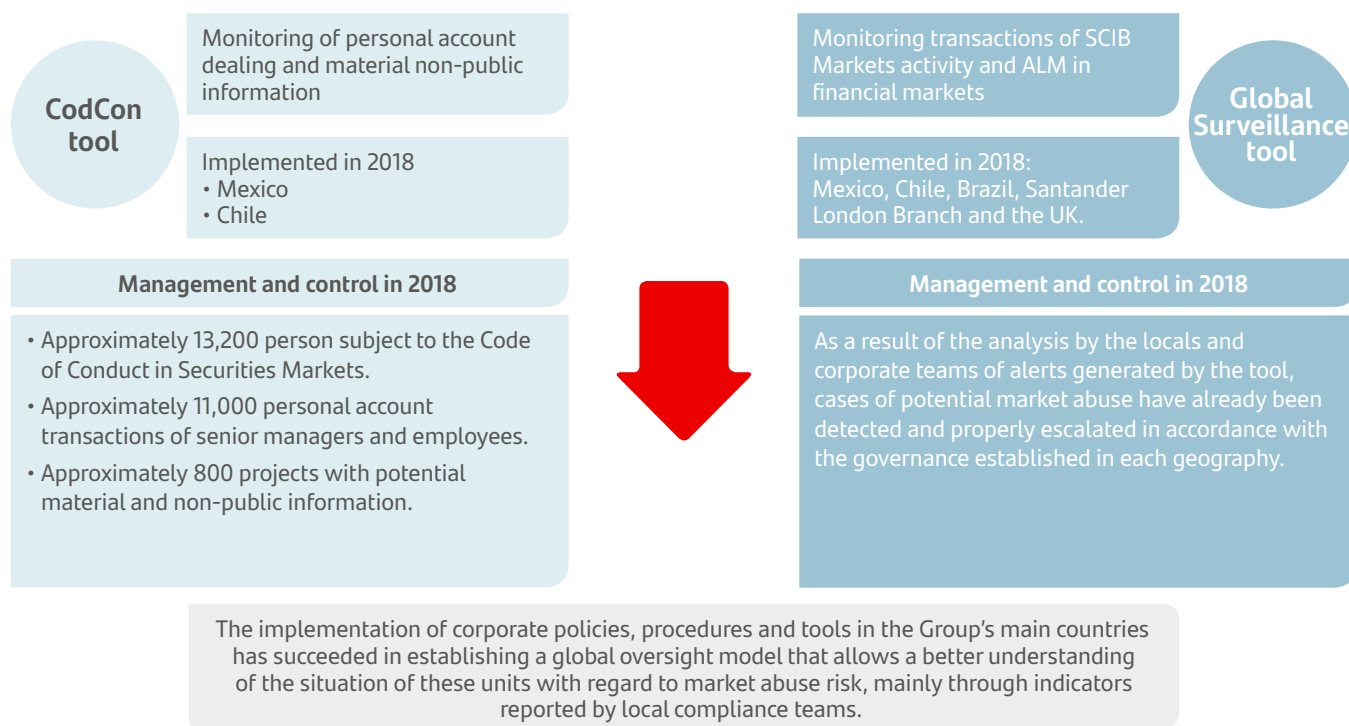 CodCon
tool
Monitoring of personal account
dealing and material non-public
information
Implemented in 2018
• Mexico
• Chile
Management and control in 2018
• Approximately 13,200 person subject to the Code
of Conduct in Securities Markets.
• Approximately 11,000 personal account
transactions of senior managers and employees.
• Approximately 800 projects with potential
material and non-public information.
Monitoring transactions of SCIB
Markets activity and ALM in
financial markets
Global
Surveillance
tool
Implemented in 2018:
Mexico, Chile, Brazil, Santander
London Branch and the UK.
Management and control in 2018
As a result of the analysis by the locals and
corporate teams of alerts generated by the tool,
cases of potential market abuse have already been
detected and properly escalated in accordance with
the governance established in each geography.
The implementation of corporate policies, procedures and tools in the Group's main countries
has succeeded in establishing a global oversight model that allows a better understanding
of the situation of these units with regard to market abuse risk, mainly through indicators
reported by local compliance teams.